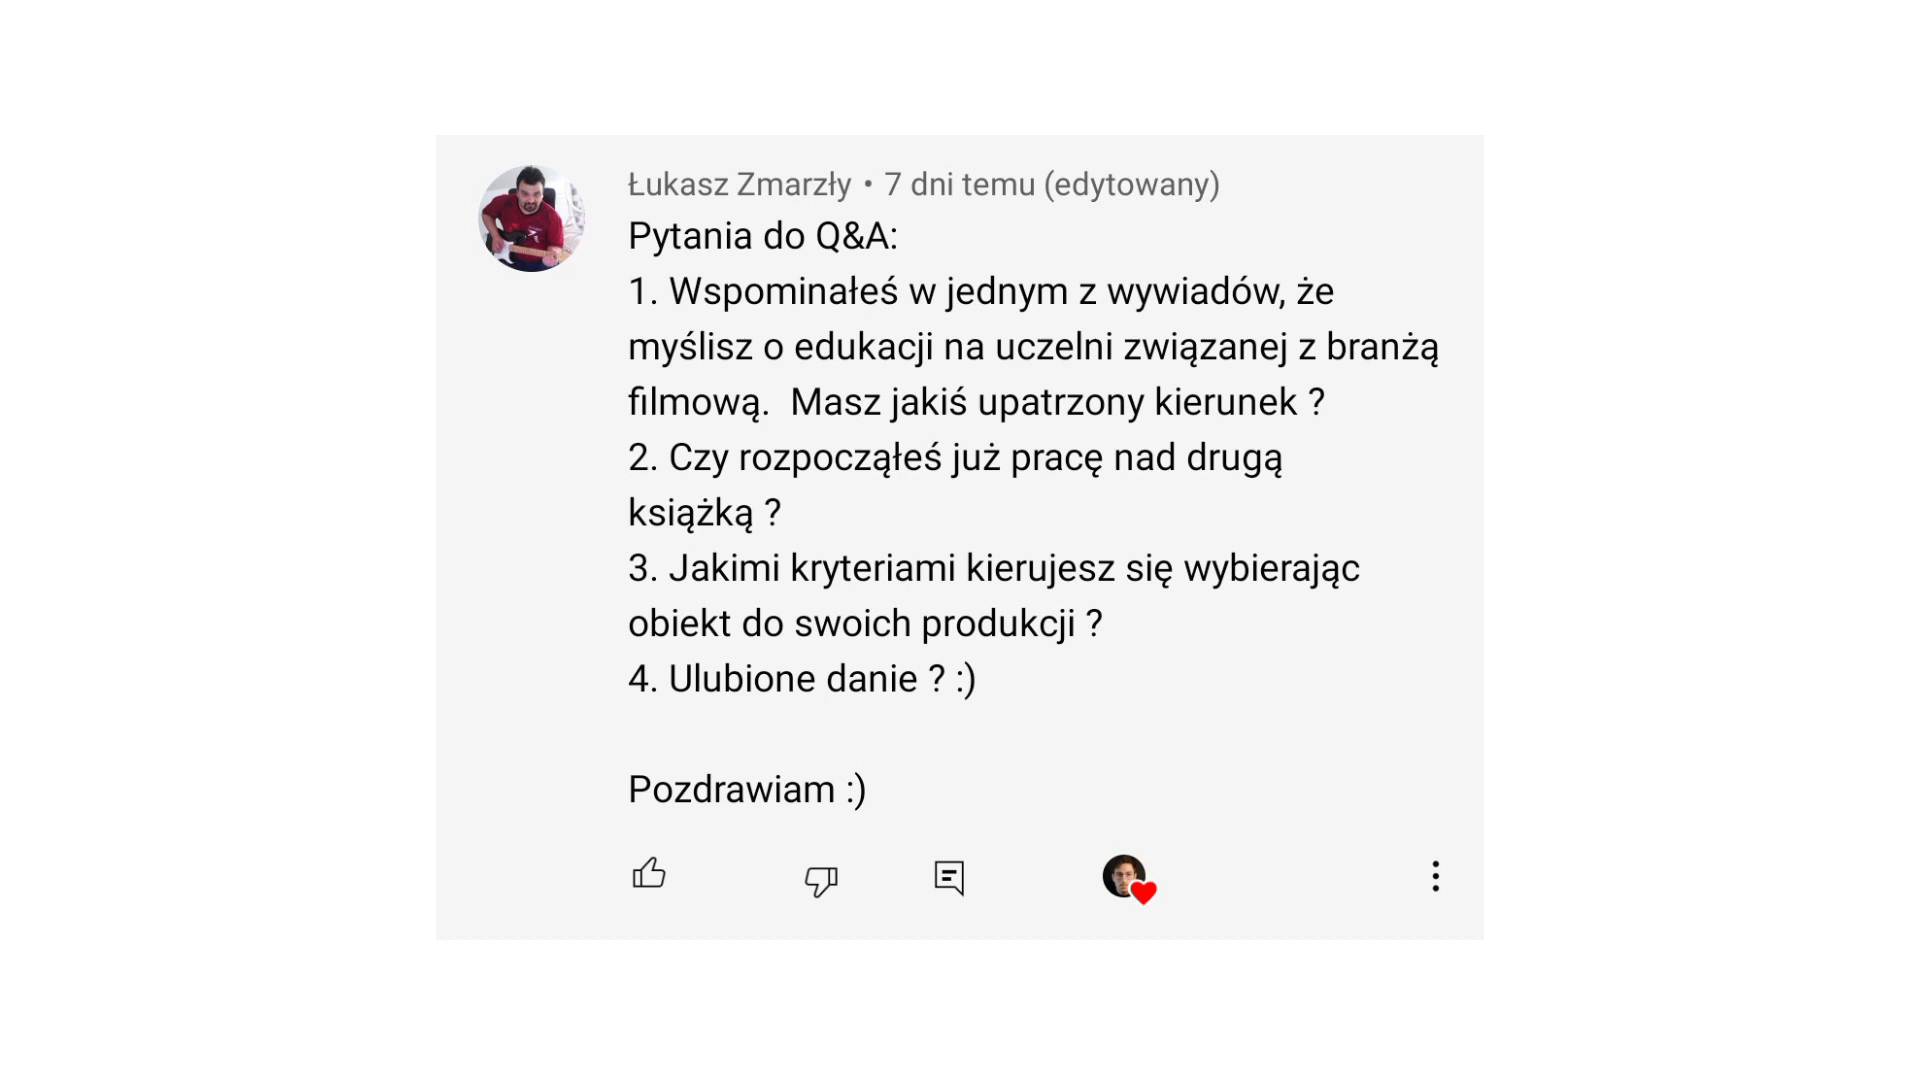 Łukasz Zmarzły • 7 dni temu (edytowany)
Pytania do Q&A:
1. Wspominałeś w jednym z wywiadów, że
myślisz o edukacji na uczelni związanej z branżą
filmową.  Masz jakiś upatrzony kierunek ?
2. Czy rozpocząłeś już pracę nad drugą
książką ?
3. Jakimi kryteriami kierujesz się wybierając
obiekt do swoich produkcji ?
4. Ulubione danie ? :)
Pozdrawiam :)